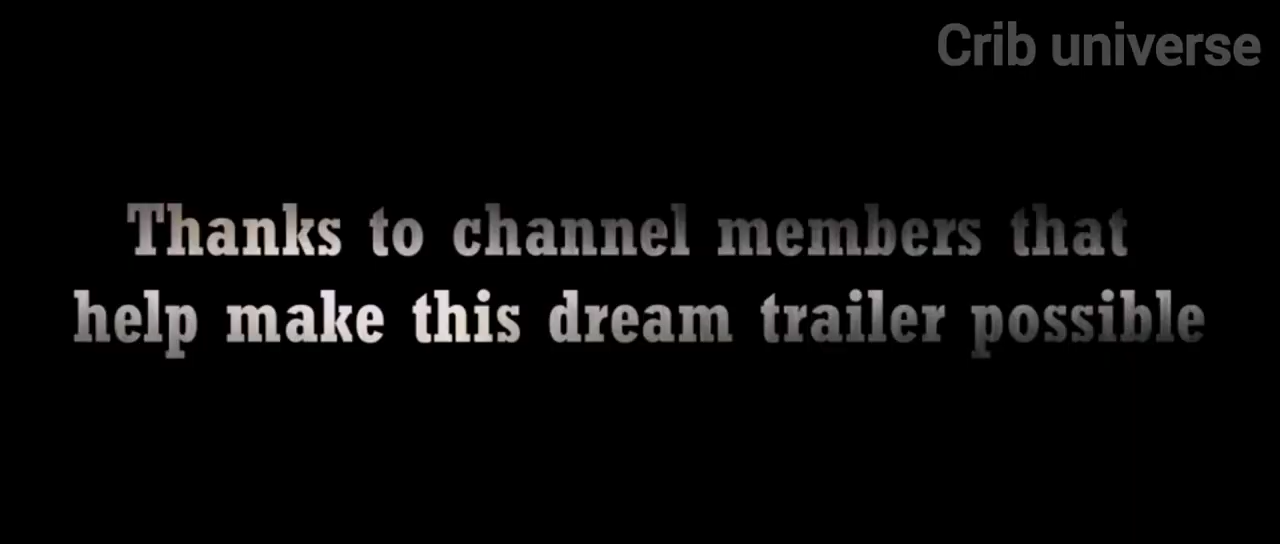 Crib universe
Thanks to channel members that
help make this dream trailer possible